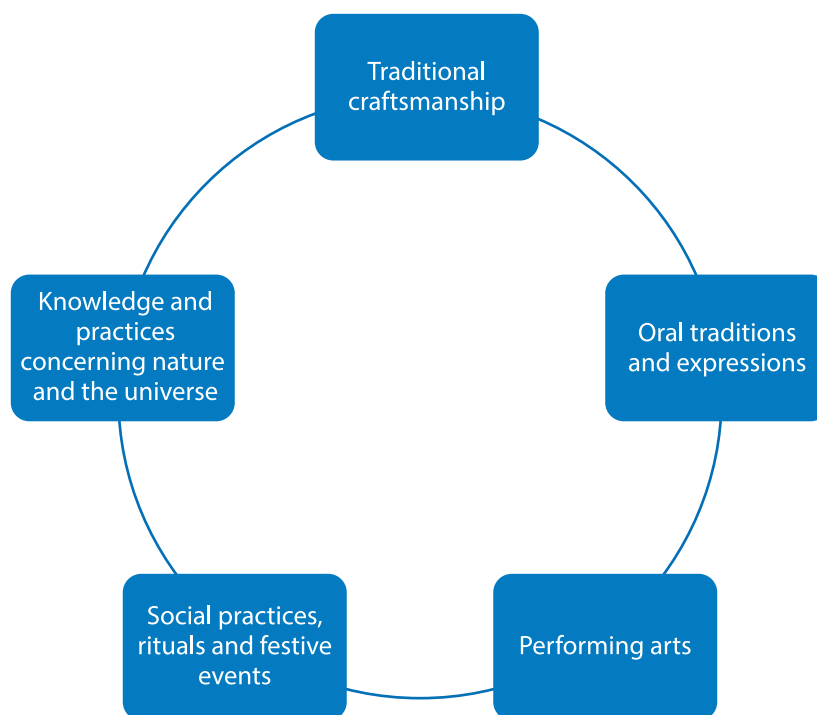 Traditional
craftsmanship
Knowledge and
practices
concerning nature
and the universe
Oral traditions
and expressions
Social practices,
rituals and festive
events
Performing arts